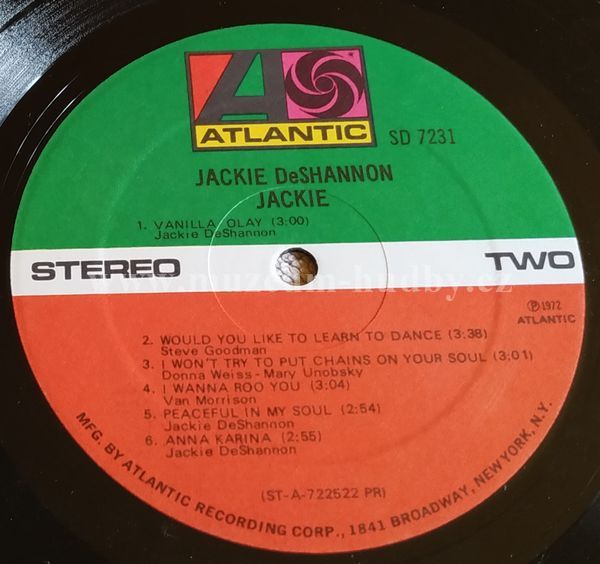 ATLANTIC
SD 7231
JACKIE DeSHANNON
JACKIE
1. VANILLA OLAY (3:00)
Jackie DeShannon
STEREO TWO
www.muzeum-hudby.cz
℗1972
ATLANTIC
2. WOULD YOU LIKE TO LEARN TO DANCE (3:38)
Steve Goodman
3. I WON'T TRY TO PUT CHAINS ON YOUR SOUL (3:01)
Donna Weiss - Mary Unobsky
4. I WANNA ROO YOU (3:04)
Van Morrison
5. PEACEFUL IN MY SOUL (2:54)
Jackie DeShannon
6. ANNA KARINA (2:55)
Jackie DeShannon
(ST-A-722522 PR)
MFG. BY ATLANTIC RECORDING CORP., 1841 BROADWAY, NEW YORK, N.Y.